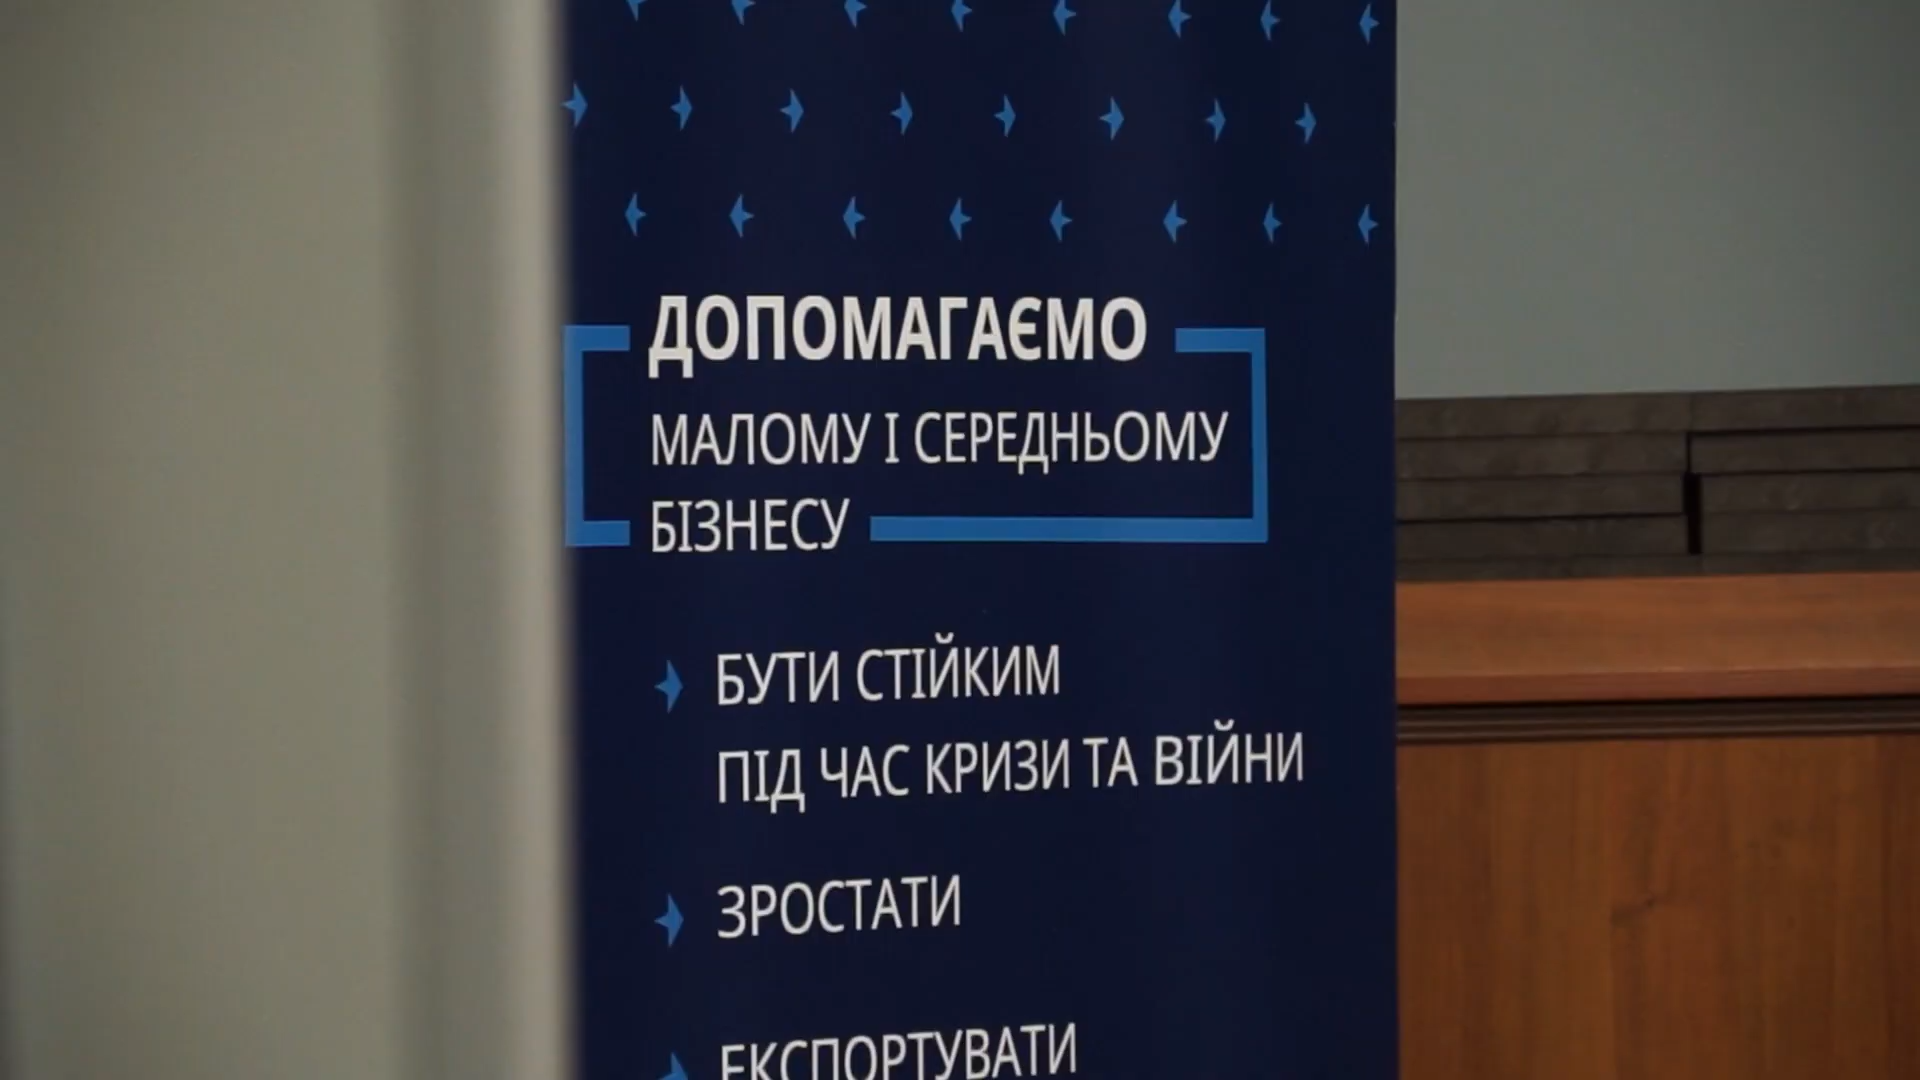 ДОПОМАГАЄМО
МАЛОМУ І СЕРЕДНЬОМУ
БІЗНЕСУ
БУТИ СТІЙКИМ
ПІД ЧАС КРИЗИ ТА ВІЙНИ
ЗРОСТАТИ
ЕКСПОРТУВАТИ